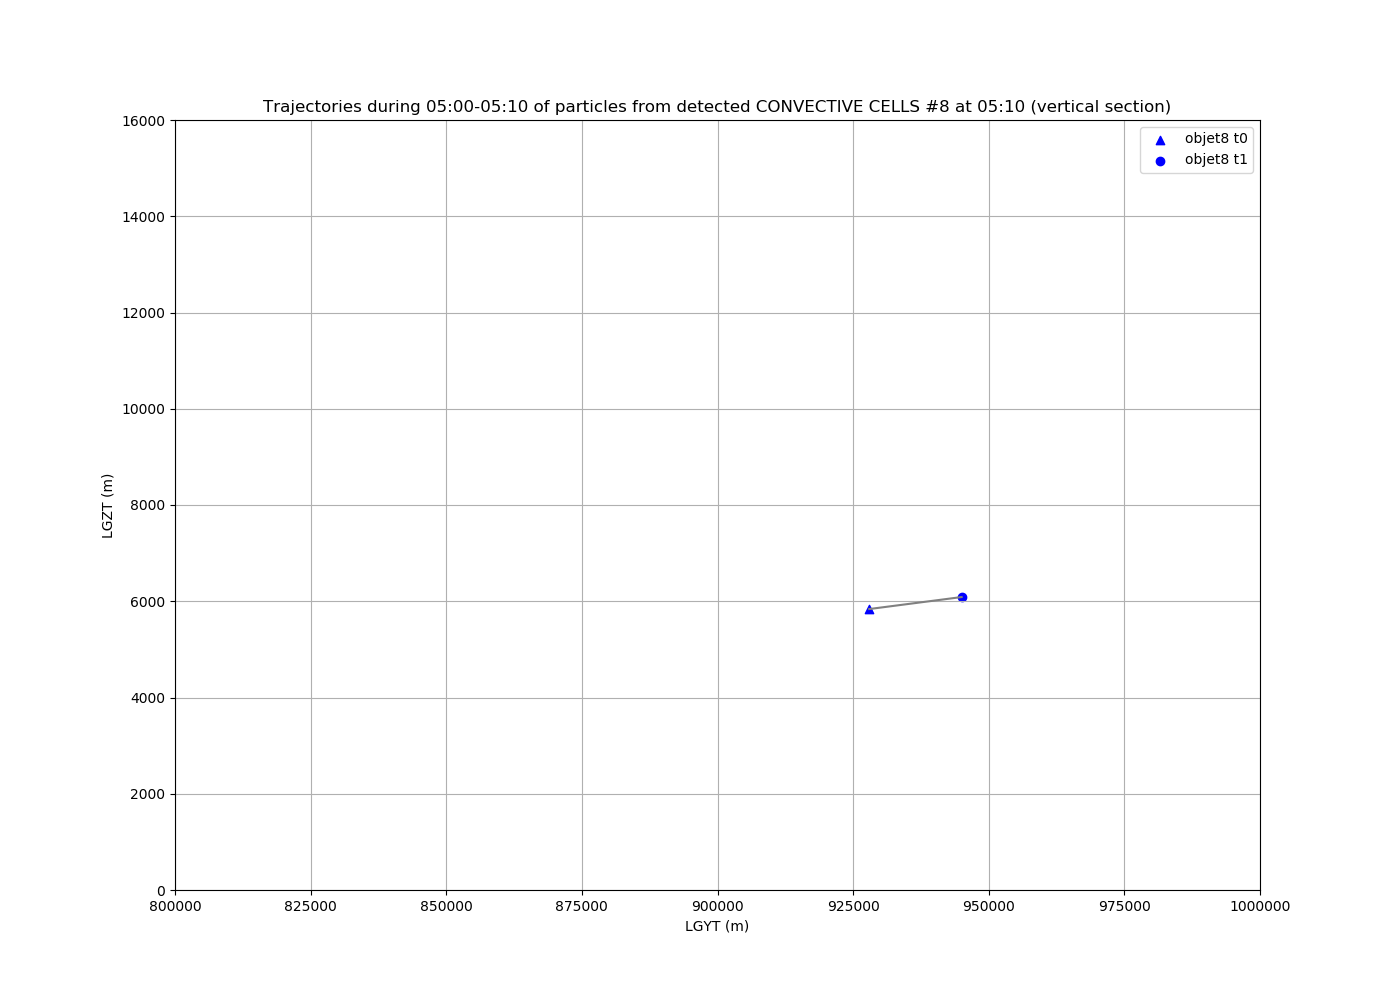 Trajectories during 05:00-05:10 of particles from detected CONVECTIVE CELLS #8 at 05:10 (vertical section)
objet8 t0
objet8 t1
16000
14000
12000
10000
8000
6000
4000
2000
0
LGZT (m)
800000 825000 850000 875000 900000 925000 950000 975000 1000000
LGYT (m)